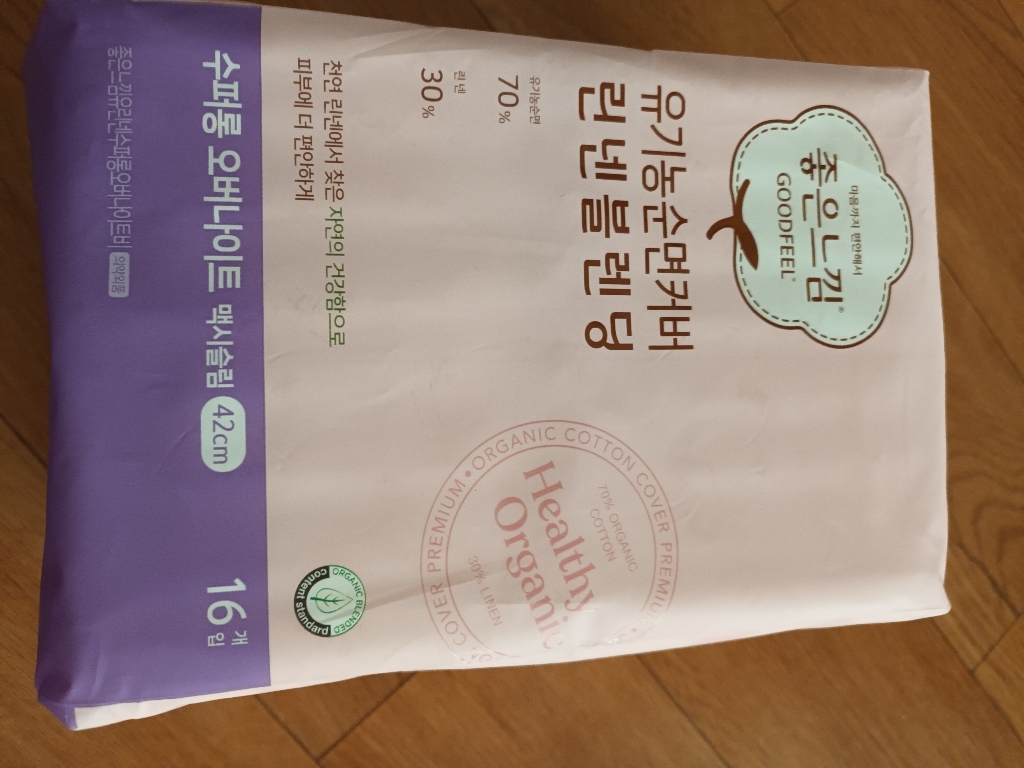 마음까지 편안해서
좋은느낌®
GOODFEEL
유기농순면커버
린넨블렌딩
유기농순면
70%
린넨
30%
천연 린넨에서 찾은 자연의 건강함으로
피부에 더 편안하게
ORGANIC COTTON COVER PREMIUM • COVER PREMIUM •
70% ORGANIC
COTTON
Healthy
Organic
30% LINEN
ORGANIC BLENDED
content standard
수퍼롱 오버나이트 맥시슬림 42cm
16개입
의약외품